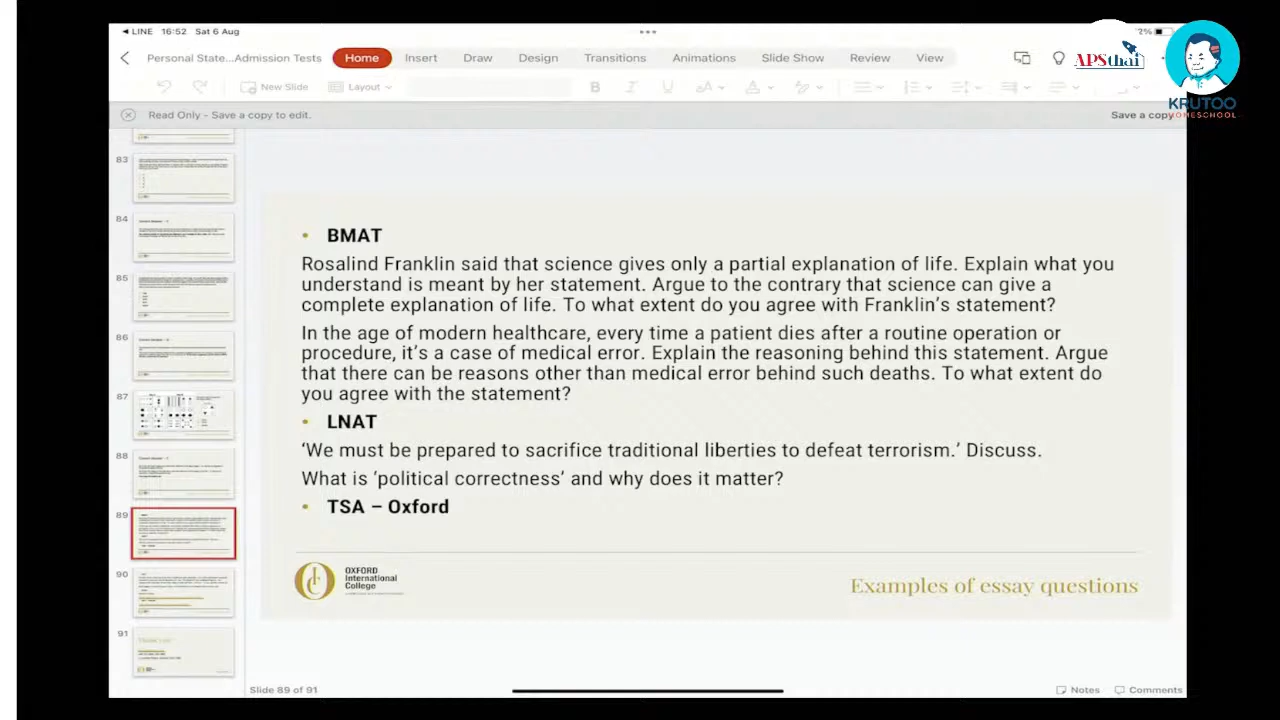 LINE 16:52 Sat 6 Aug
2%
Personal State...Admission Tests Home Insert Draw Design Transitions Animations Slide Show Review View
APSthai
New Slide Layout
KRUTOO
HOMESCHOOL
Read Only - Save a copy to edit.
Save a copy
83
84
85
86
87
88
89
90
91
• BMAT
Rosalind Franklin said that science gives only a partial explanation of life. Explain what you
understand is meant by her statement. Argue to the contrary that science can give a
complete explanation of life. To what extent do you agree with Franklin's statement?
In the age of modern healthcare, every time a patient dies after a routine operation or
procedure, it's a case of medical error. Explain the reasoning behind this statement. Argue
that there can be reasons other than medical error behind such deaths. To what extent do
you agree with the statement?
• LNAT
‘We must be prepared to sacrifice traditional liberties to defeat terrorism.’ Discuss.
What is ‘political correctness’ and why does it matter?
• TSA – Oxford
OXFORD
International
College
Examples of essay questions
Slide 89 of 91
Notes Comments